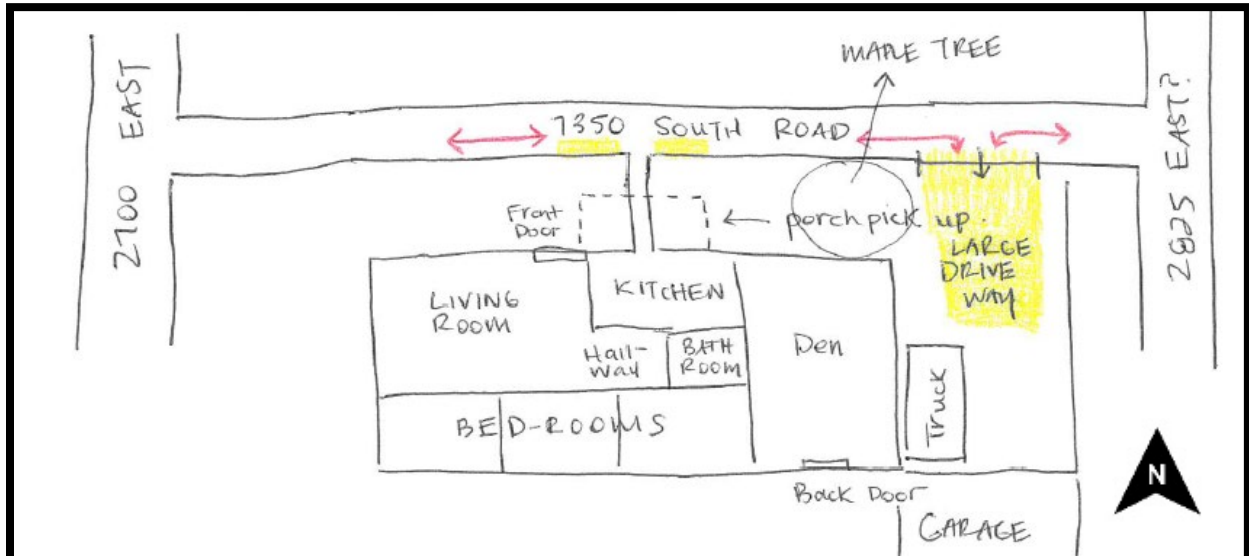 MAPLE TREE
2700 EAST
7350 SOUTH ROAD
2825 EAST?
Front
Door
porch pick up.
LARGE
DRIVE
WAY
LIVING
ROOM
KITCHEN
Hall-
way
BATH
ROOM
Den
Truck
BED-ROOMS
Back Door
GARAGE
N